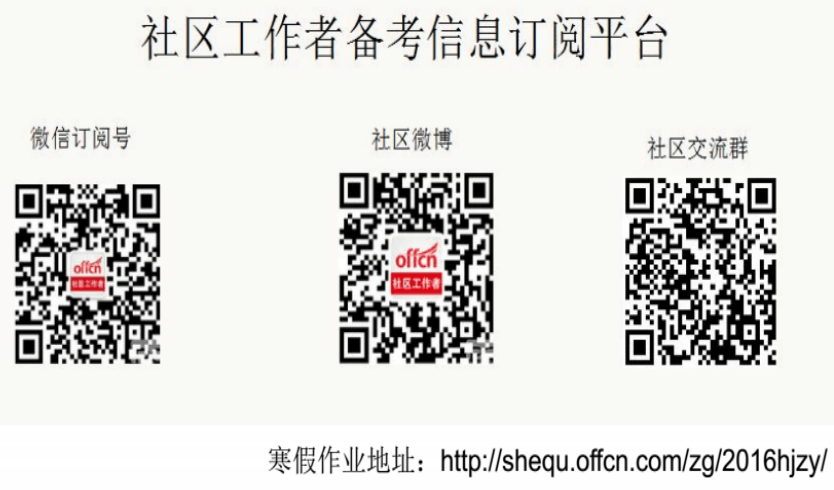 社区工作者备考信息订阅平台
微信订阅号
社区微博
社区交流群
offcn
社区工作者
offcn
社区工作者
寒假作业地址：http://shequ.offcn.com/zg/2016hjzy/